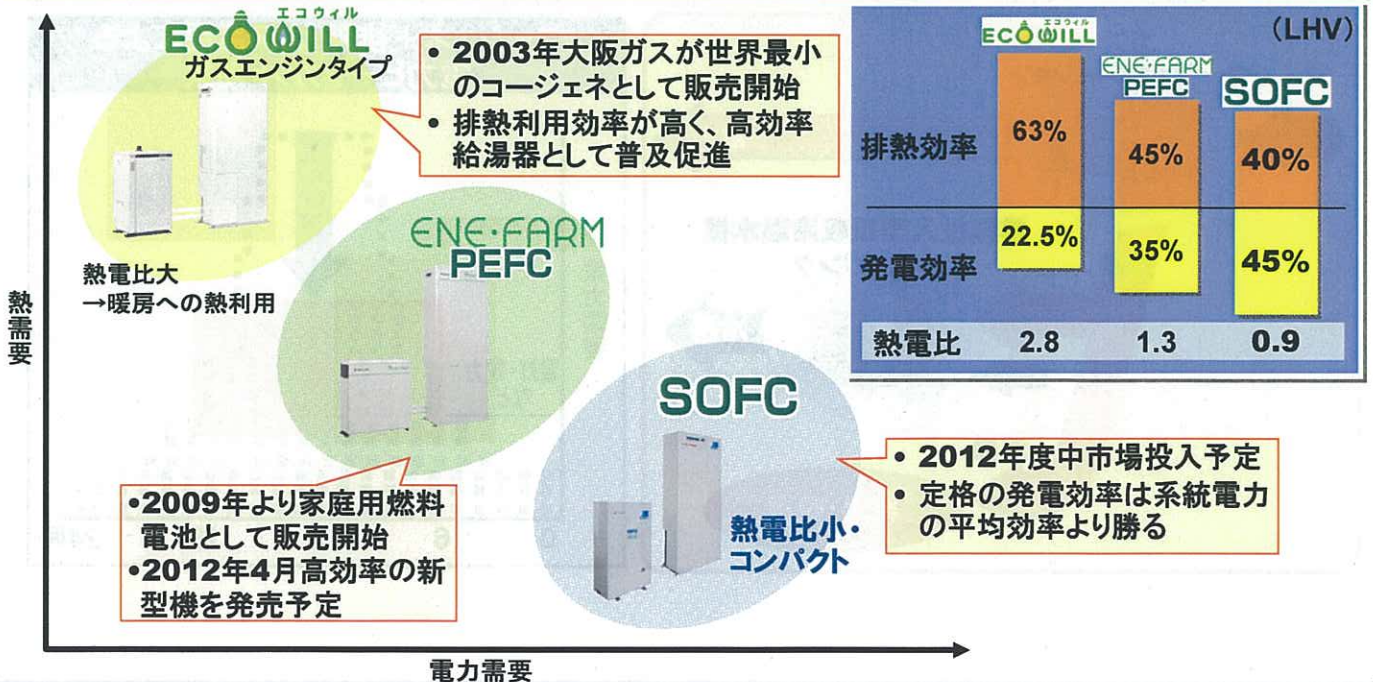 エコウィル
ECO WILL
ガスエンジンタイプ
• 2003年大阪ガスが世界最小
のコージェネとして販売開始
• 排熱利用効率が高く、高効率
給湯器として普及促進
熱電比大
→暖房への熱利用
ENE・FARM
PEFC
•2009年より家庭用燃料
電池として販売開始
•2012年4月高効率の新
型機を発売予定
SOFC
熱電比小・
コンパクト
• 2012年度中市場投入予定
• 定格の発電効率は系統電力
の平均効率より勝る
熱需要
電力需要
(LHV)
エコウィル
ECO WILL
ENE・FARM
PEFC
SOFC
排熱効率 63% 45% 40%
発電効率 22.5% 35% 45%
熱電比 2.8 1.3 0.9